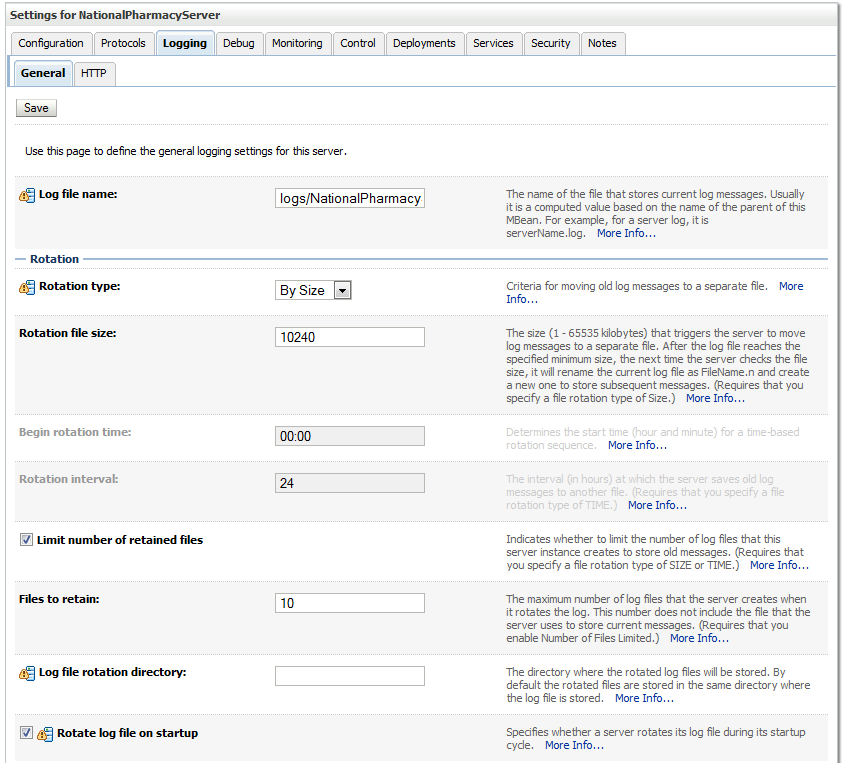 Settings for NationalPharmacyServer
Configuration Protocols Logging Debug Monitoring Control Deployments Services Security Notes
General HTTP
Save
Use this page to define the general logging settings for this server.
Log file name:
logs/NationalPharmacy
The name of the file that stores current log messages. Usually
it is a computed value based on the name of the parent of this
MBean. For example, for a server log, it is
serverName.log. More Info...
Rotation
Rotation type:
By Size
Criteria for moving old log messages to a separate file. More
Info...
Rotation file size:
10240
The size (1 - 65535 kilobytes) that triggers the server to move
log messages to a separate file. After the log file reaches the
specified minimum size, the next time the server checks the file
size, it will rename the current log file as FileName.n and create
a new one to store subsequent messages. (Requires that you
specify a file rotation type of Size.) More Info...
Begin rotation time:
00:00
Determines the start time (hour and minute) for a time-based
rotation sequence. More Info...
Rotation interval:
24
The interval (in hours) at which the server saves old log
messages to another file. (Requires that you specify a file
rotation type of TIME.) More Info...
Limit number of retained files
Indicates whether to limit the number of log files that this
server instance creates to store old messages. (Requires that
you specify a file rotation type of SIZE or TIME.) More Info...
Files to retain:
10
The maximum number of log files that the server creates when
it rotates the log. This number does not include the file that the
server uses to store current messages. (Requires that you
enable Number of Files Limited.) More Info...
Log file rotation directory:
The directory where the rotated log files will be stored. By
default the rotated files are stored in the same directory where
the log file is stored. More Info...
Rotate log file on startup
Specifies whether a server rotates its log file during its startup
cycle. More Info...